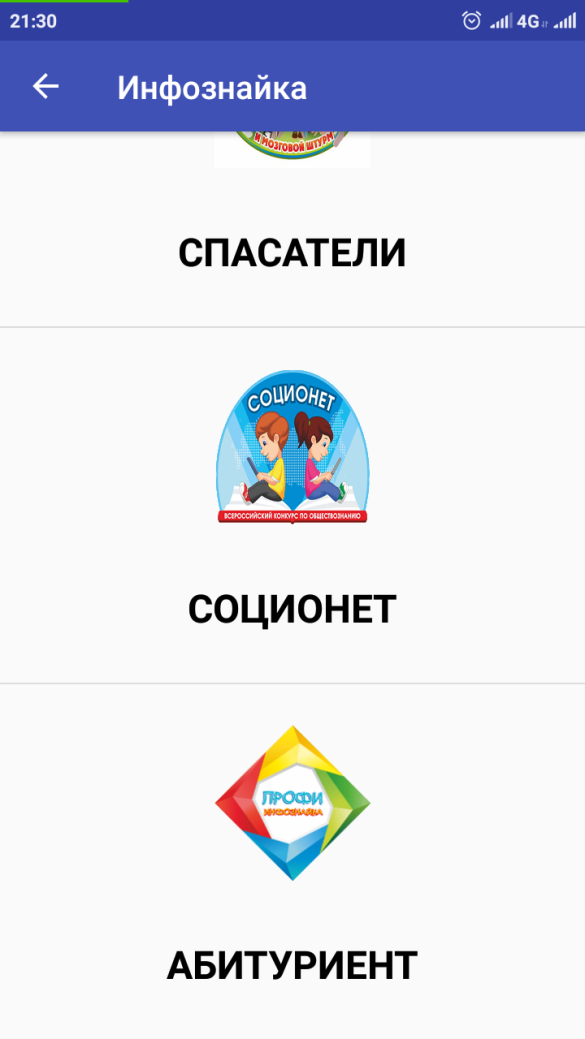 21:30
4G
Инфознайка
И МОЗГОВОЙ ШТУРМ
СПАСАТЕЛИ
СОЦИОНЕТ
ВСЕРОССИЙСКИЙ КОНКУРС ПО ОБЩЕСТВОЗНАНИЮ
СОЦИОНЕТ
ПРОФИ
ИНФОЗНАЙКА
АБИТУРИЕНТ